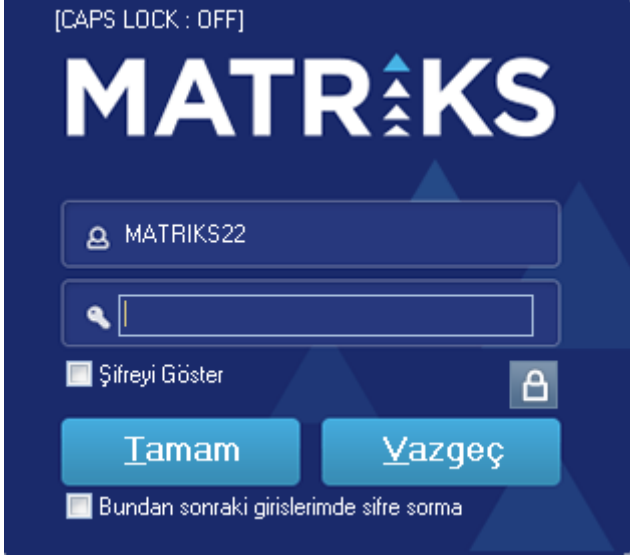 [CAPS LOCK : OFF]
MATRIKS
MATRIKS22
Şifreyi Göster
Tamam Vazgeç
Bundan sonraki girislerimde sifre sorma